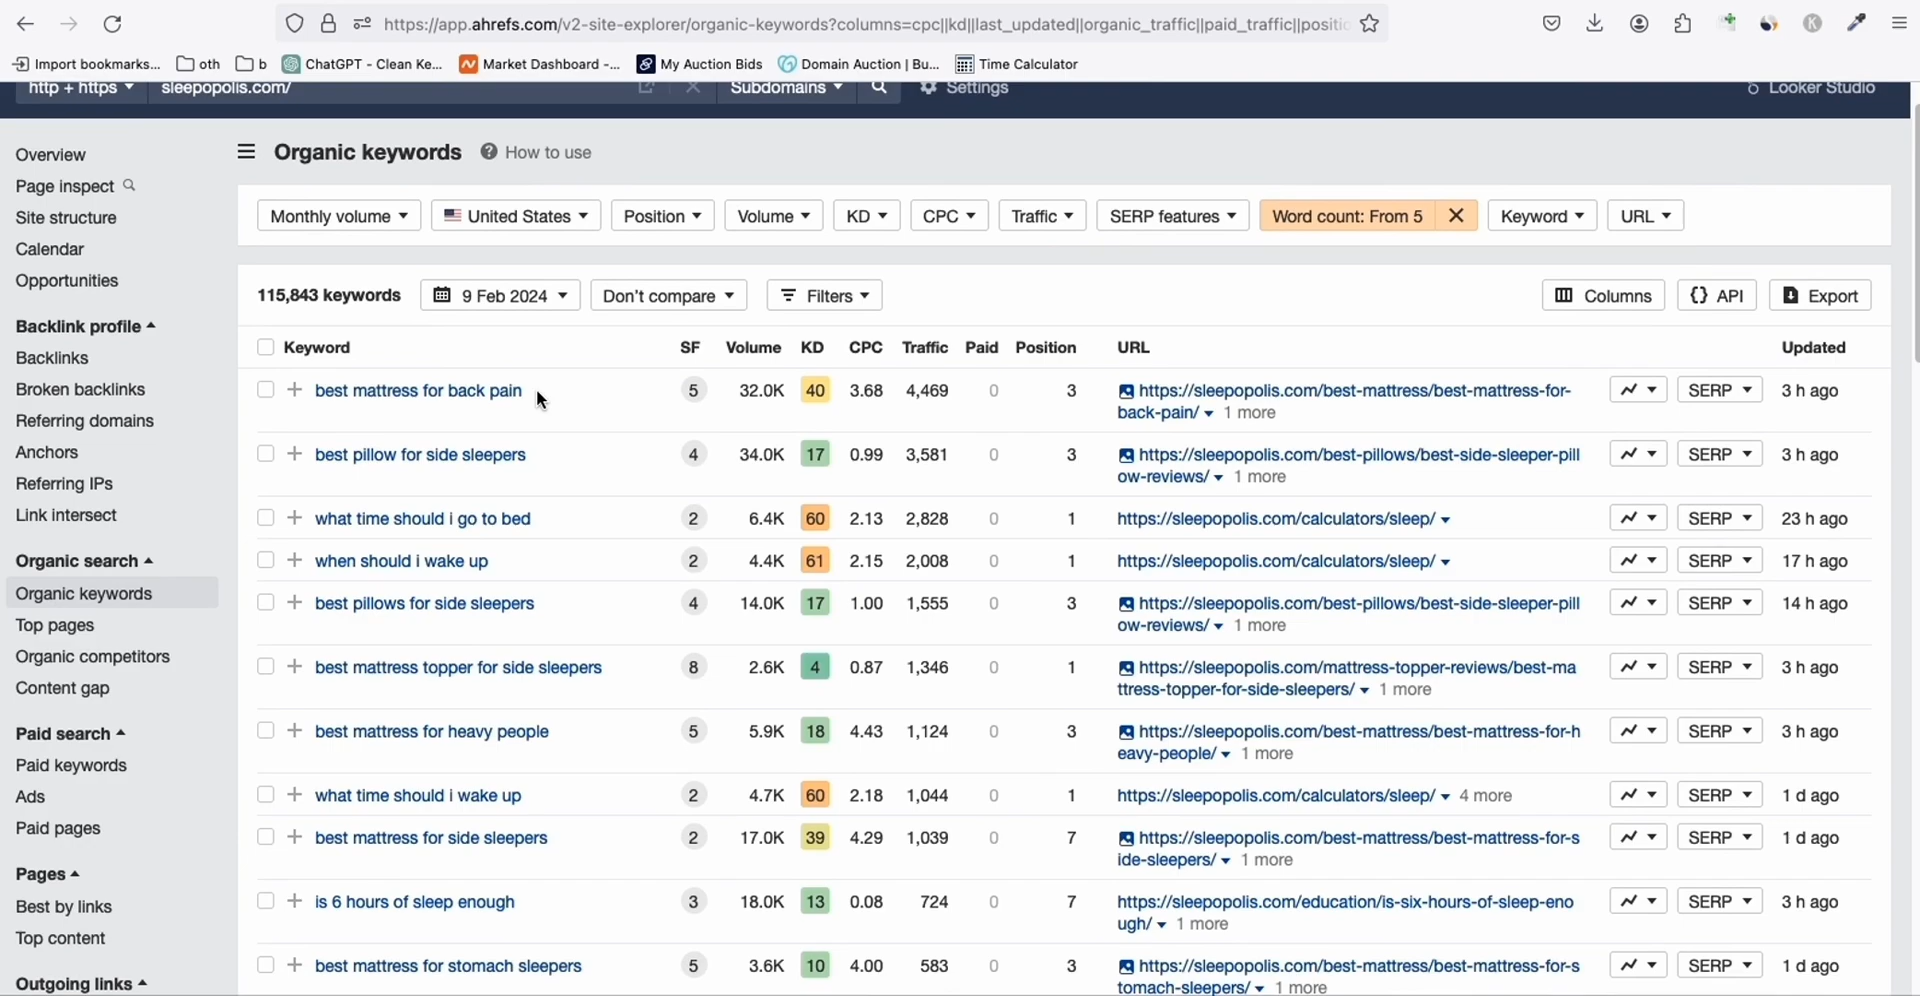 https://app.ahrefs.com/v2-site-explorer/organic-keywords?columns=cpc||kd||last_updated||organic_traffic||paid_traffic||positio
Import bookmarks... oth b ChatGPT - Clean Ke... Market Dashboard -... My Auction Bids Domain Auction | Bu... Time Calculator
http + https sleepopolis.com/ Subdomains Settings Looker Studio
Overview
Page inspect
Site structure
Calendar
Opportunities
Backlink profile
Backlinks
Broken backlinks
Referring domains
Anchors
Referring IPs
Link intersect
Organic search
Organic keywords
Top pages
Organic competitors
Content gap
Paid search
Paid keywords
Ads
Paid pages
Pages
Best by links
Top content
Outgoing links
Organic keywords ? How to use
Monthly volume United States Position Volume KD CPC Traffic SERP features Word count: From 5 Keyword URL
115,843 keywords 9 Feb 2024 Don't compare Filters Columns {} API Export
Keyword SF Volume KD CPC Traffic Paid Position URL Updated
best mattress for back pain 5 32.0K 40 3.68 4,469 0 3 https://sleepopolis.com/best-mattress/best-mattress-for- SERP 3 h ago
back-pain/ 1 more
best pillow for side sleepers 4 34.0K 17 0.99 3,581 0 3 https://sleepopolis.com/best-pillows/best-side-sleeper-pill SERP 3 h ago
ow-reviews/ 1 more
what time should i go to bed 2 6.4K 60 2.13 2,828 0 1 https://sleepopolis.com/calculators/sleep/ SERP 23 h ago
when should i wake up 2 4.4K 61 2.15 2,008 0 1 https://sleepopolis.com/calculators/sleep/ SERP 17 h ago
best pillows for side sleepers 4 14.0K 17 1.00 1,555 0 3 https://sleepopolis.com/best-pillows/best-side-sleeper-pill SERP 14 h ago
ow-reviews/ 1 more
best mattress topper for side sleepers 8 2.6K 4 0.87 1,346 0 1 https://sleepopolis.com/mattress-topper-reviews/best-ma SERP 3 h ago
ttress-topper-for-side-sleepers/ 1 more
best mattress for heavy people 5 5.9K 18 4.43 1,124 0 3 https://sleepopolis.com/best-mattress/best-mattress-for-h SERP 3 h ago
eavy-people/ 1 more
what time should i wake up 2 4.7K 60 2.18 1,044 0 1 https://sleepopolis.com/calculators/sleep/ 4 more SERP 1 d ago
best mattress for side sleepers 2 17.0K 39 4.29 1,039 0 7 https://sleepopolis.com/best-mattress/best-mattress-for-s SERP 1 d ago
ide-sleepers/ 1 more
is 6 hours of sleep enough 3 18.0K 13 0.08 724 0 7 https://sleepopolis.com/education/is-six-hours-of-sleep-eno SERP 3 h ago
ugh/ 1 more
best mattress for stomach sleepers 5 3.6K 10 4.00 583 0 3 https://sleepopolis.com/best-mattress/best-mattress-for-s SERP 1 d ago
tomach-sleepers/ 1 more